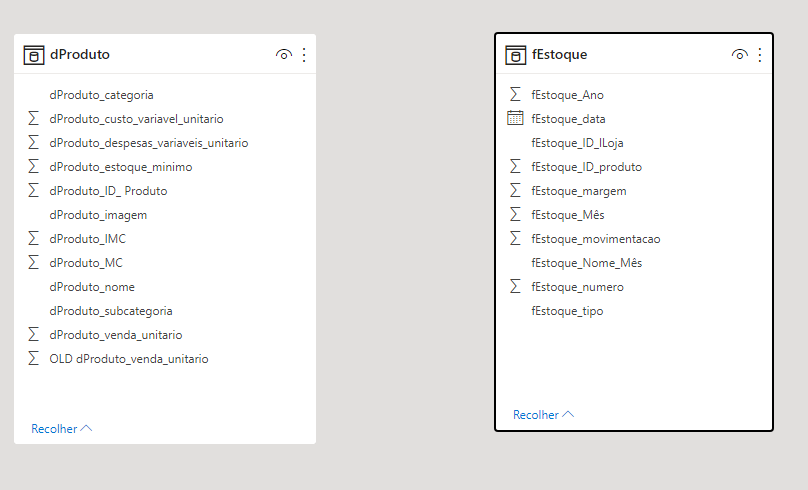 dProduto
dProduto_categoria
dProduto_custo_variavel_unitario
dProduto_despesas_variaveis_unitario
dProduto_estoque_minimo
dProduto_ID_ Produto
dProduto_imagem
dProduto_IMC
dProduto_MC
dProduto_nome
dProduto_subcategoria
dProduto_venda_unitario
OLD dProduto_venda_unitario
Recolher
fEstoque
fEstoque_Ano
fEstoque_data
fEstoque_ID_lLoja
fEstoque_ID_produto
fEstoque_margem
fEstoque_Mês
fEstoque_movimentacao
fEstoque_Nome_Mês
fEstoque_numero
fEstoque_tipo
Recolher